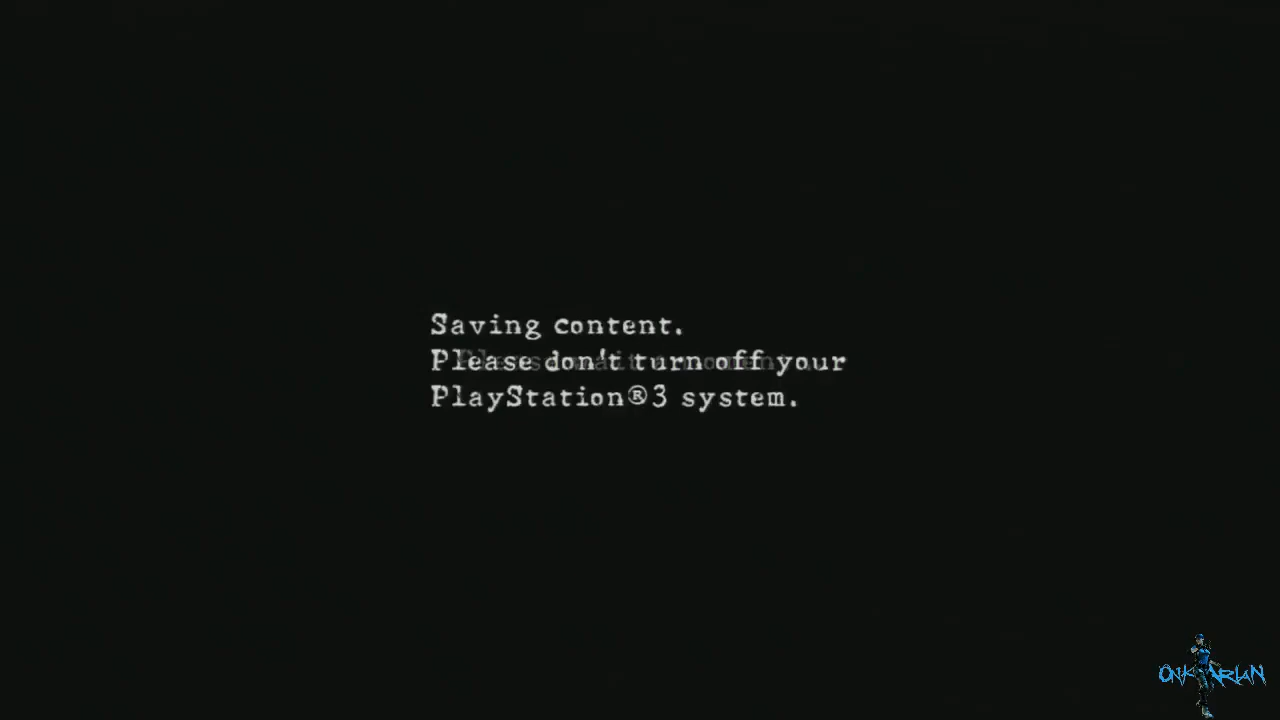 Saving content.
Please don't turn off your
PlayStation®3 system.